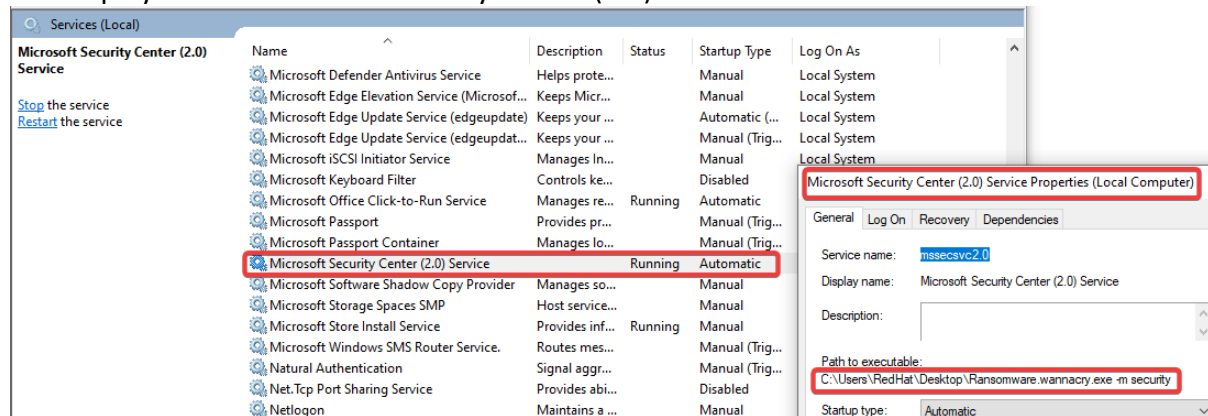 Services (Local)
Microsoft Security Center (2.0) Service
Stop the service
Restart the service
Name Description Status Startup Type Log On As
Microsoft Defender Antivirus Service Helps prote... Manual Local System
Microsoft Edge Elevation Service (Microsof... Keeps Micr... Manual Local System
Microsoft Edge Update Service (edgeupdate) Keeps your ... Automatic (... Local System
Microsoft Edge Update Service (edgeupdat... Keeps your ... Manual (Trig... Local System
Microsoft iSCSI Initiator Service Manages In... Manual Local System
Microsoft Keyboard Filter Controls ke... Disabled
Microsoft Office Click-to-Run Service Manages re... Running Automatic
Microsoft Passport Provides pr... Manual (Trig...
Microsoft Passport Container Manages lo... Manual (Trig...
Microsoft Security Center (2.0) Service Running Automatic
Microsoft Software Shadow Copy Provider Manages so... Manual
Microsoft Storage Spaces SMP Host service... Manual
Microsoft Store Install Service Provides inf... Running Manual
Microsoft Windows SMS Router Service. Routes mes... Manual (Trig...
Natural Authentication Signal aggr... Manual (Trig...
Net.Tcp Port Sharing Service Provides abi... Disabled
Netlogon Maintains a ... Manual
Microsoft Security Center (2.0) Service Properties (Local Computer)
General Log On Recovery Dependencies
Service name: mssecsvc2.0
Display name: Microsoft Security Center (2.0) Service
Description:
Path to executable:
C:\Users\RedHat\Desktop\Ransomware.wannacry.exe -m security
Startup type: Automatic